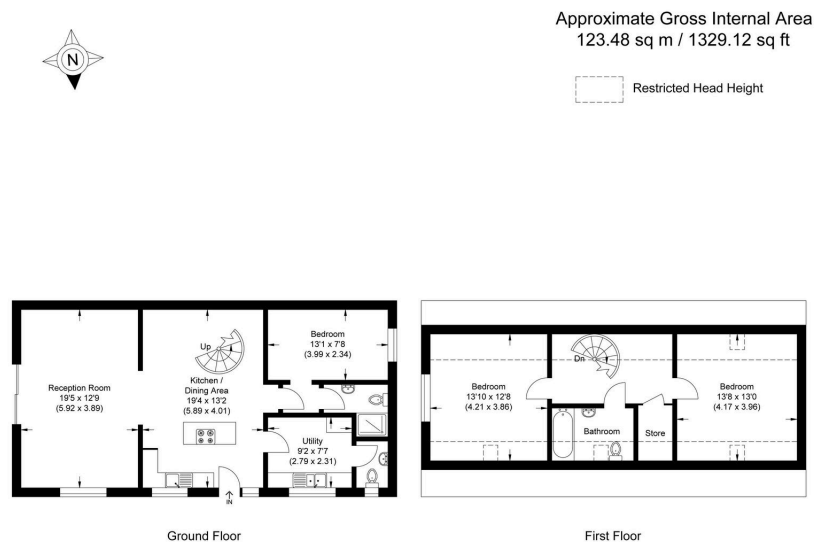 Approximate Gross Internal Area
123.48 sq m / 1329.12 sq ft
N
Restricted Head Height
Reception Room
19'5 x 12'9
(5.92 x 3.89)
Up
Kitchen /
Dining Area
19'4 x 13'2
(5.89 x 4.01)
Bedroom
13'1 x 7'8
(3.99 x 2.34)
Utility
9'2 x 7'7
(2.79 x 2.31)
IN
Ground Floor
Bedroom
13'10 x 12'8
(4.21 x 3.86)
Dn
Bathroom
Store
Bedroom
13'8 x 13'0
(4.17 x 3.96)
First Floor